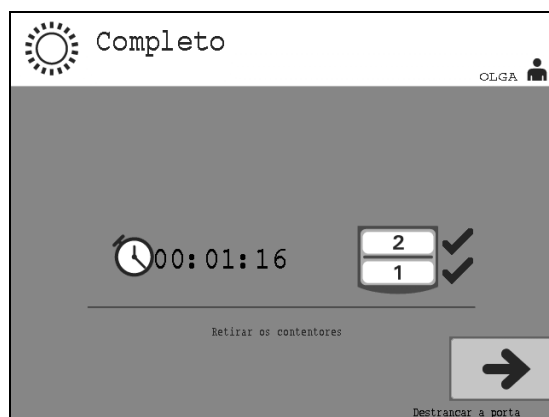 Completo
OLGA
00:01:16
2
1
Retirar os contentores
Destrancar a porta